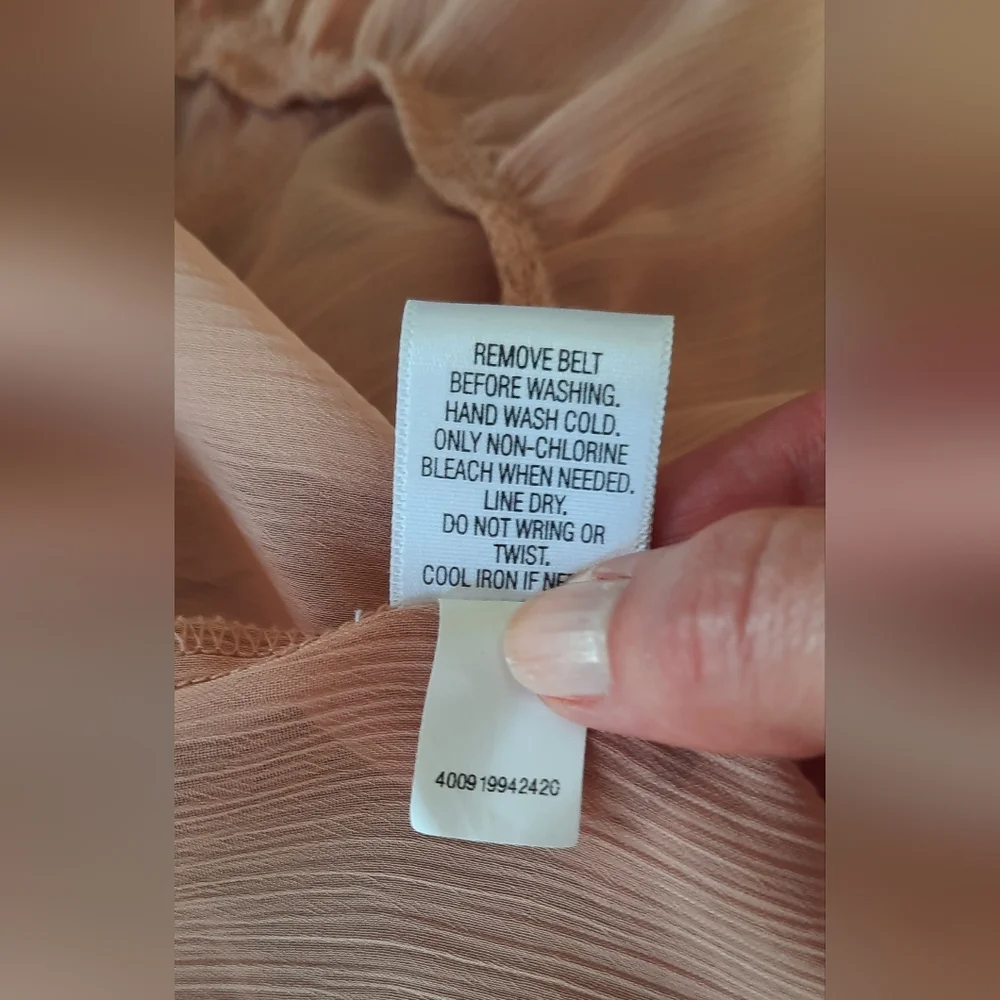 REMOVE BELT
BEFORE WASHING.
HAND WASH COLD.
ONLY NON-CHLORINE
BLEACH WHEN NEEDED.
LINE DRY.
DO NOT WRING OR
TWIST.
COOL IRON IF
400919942420